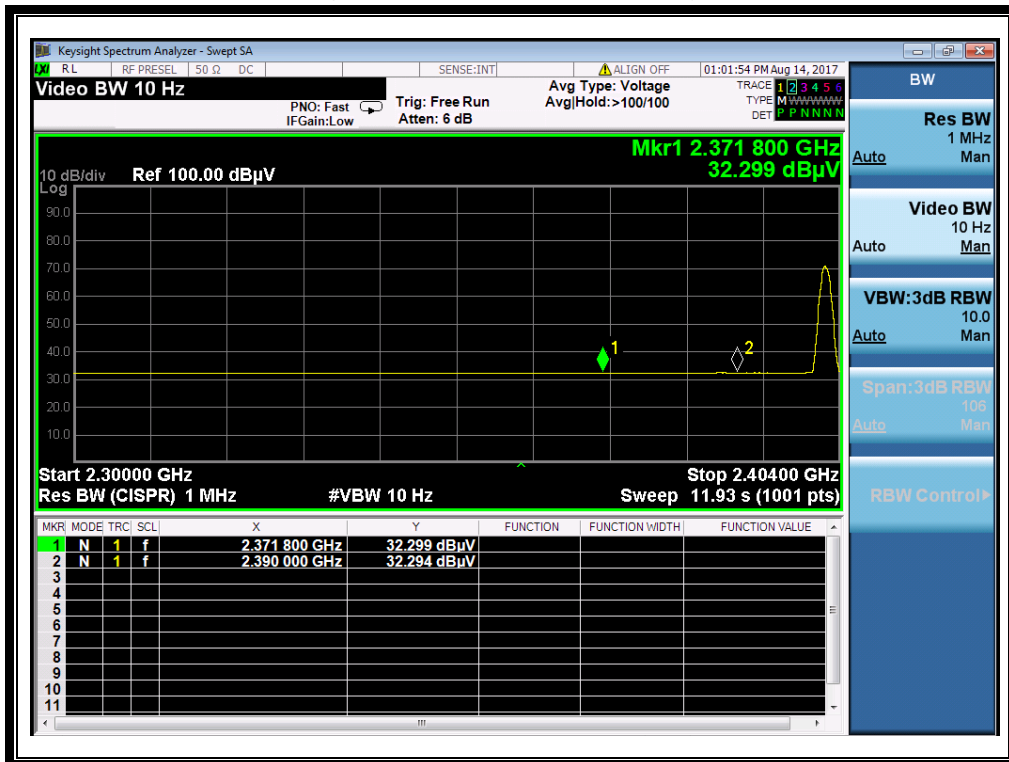 Keysight Spectrum Analyzer - Swept SA
LXI RL RF PRESEL 50 Ω DC SENSE:INT ALIGN OFF 01:01:54 PM Aug 14, 2017
Video BW 10 Hz
PNO: Fast
IFGain:Low
Trig: Free Run
Atten: 6 dB
Avg Type: Voltage
Avg|Hold:>100/100
TRACE 1 2 3 4 5 6
TYPE M W W W W W
DET P P N N N N
Mkr1 2.371 800 GHz
32.299 dBµV
10 dB/div Ref 100.00 dBµV
Log
90.0
80.0
70.0
60.0
50.0
40.0
30.0
20.0
10.0
1
2
Start 2.30000 GHz Stop 2.40400 GHz
Res BW (CISPR) 1 MHz #VBW 10 Hz Sweep 11.93 s (1001 pts)
MKR MODE TRC SCL X Y FUNCTION FUNCTION WIDTH FUNCTION VALUE
1 N 1 f 2.371 800 GHz 32.299 dBµV
2 N 1 f 2.390 000 GHz 32.294 dBµV
3
4
5
6
7
8
9
10
11
BW
Res BW
1 MHz
Auto Man
Video BW
10 Hz
Auto Man
VBW:3dB RBW
10.0
Auto Man
Span:3dB RBW
106
Auto Man
RBW Control